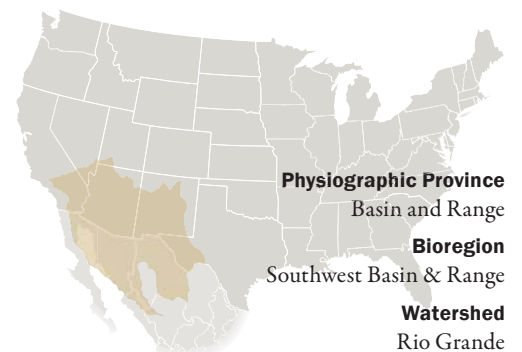 Physiographic Province
Basin and Range
Bioregion
Southwest Basin & Range
Watershed
Rio Grande